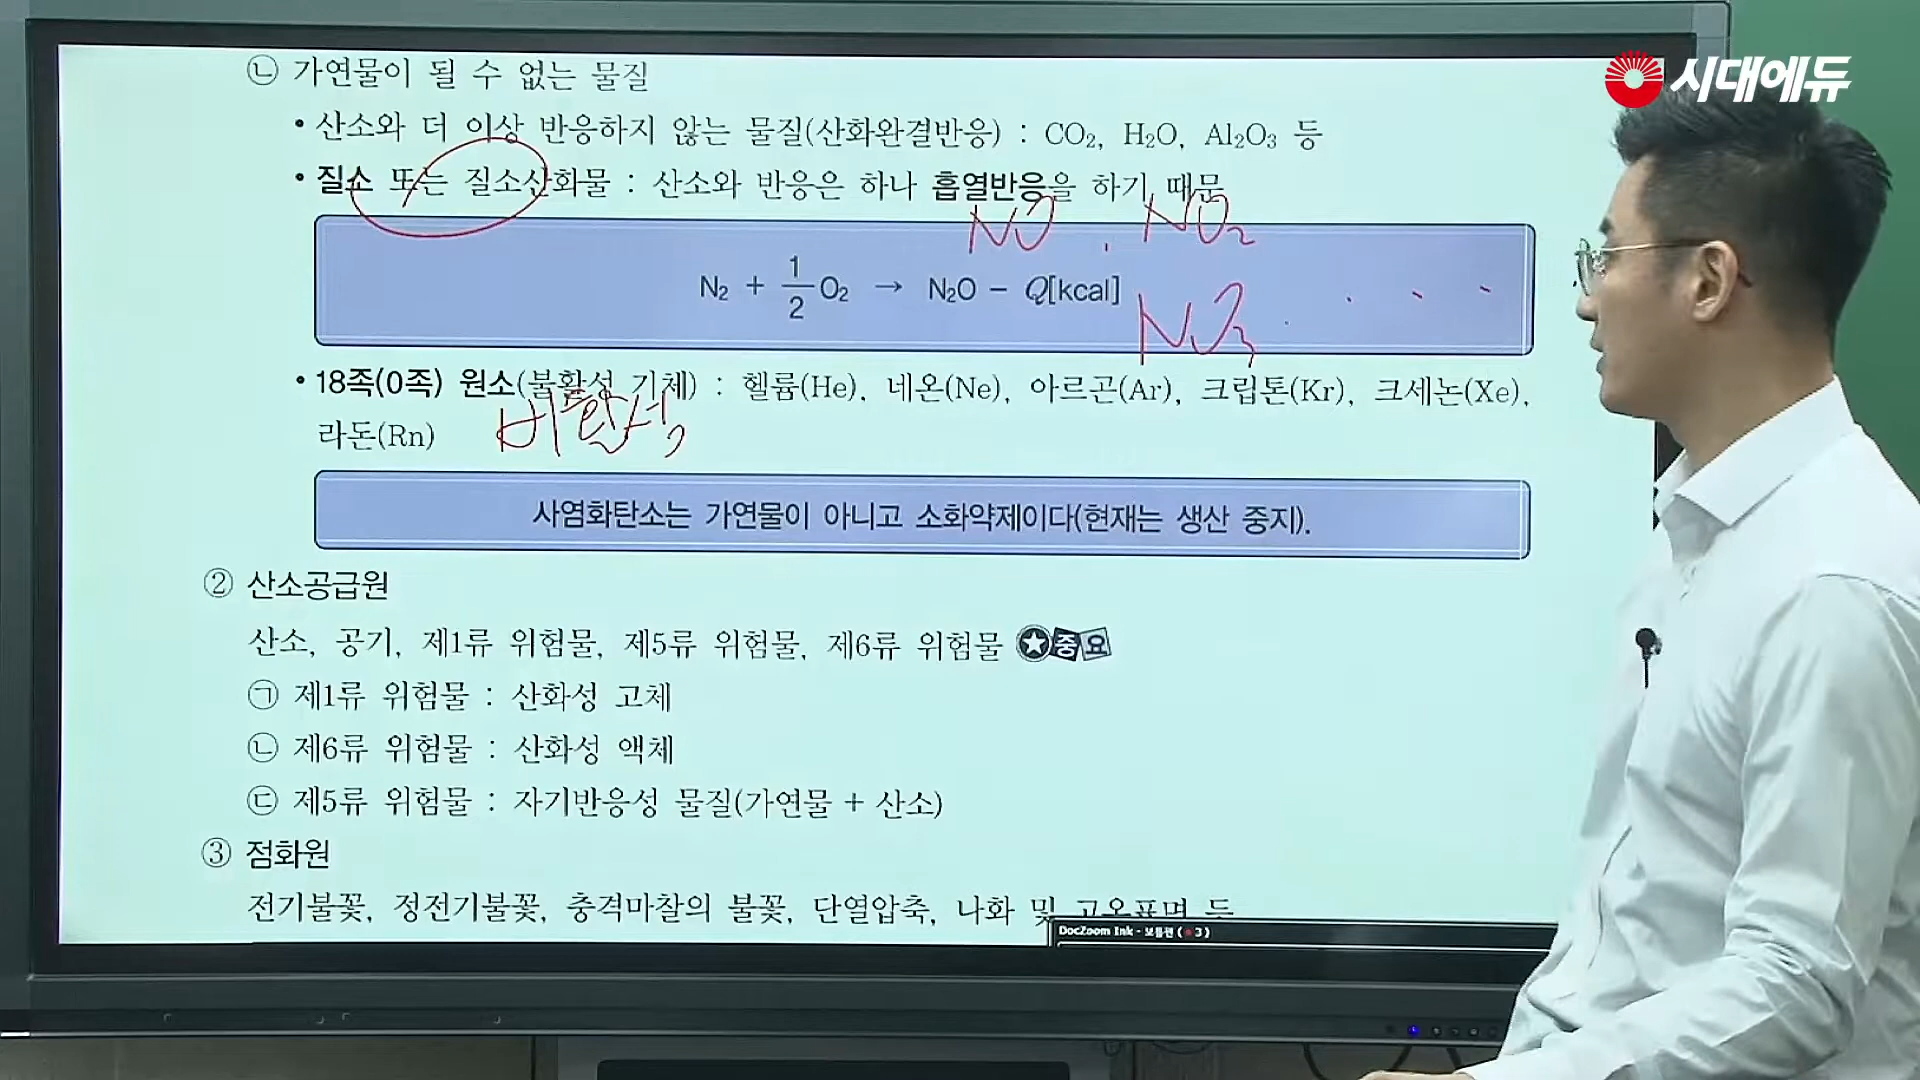 시대에듀
㉡ 가연물이 될 수 없는 물질
• 산소와 더 이상 반응하지 않는 물질(산화완결반응) : CO₂, H₂O, Al₂O₃ 등
• 질소 또는 질소산화물 : 산소와 반응은 하나 흡열반응을 하기 때문
NO . NO₂
N₂ + 1/2 O₂ → N₂O − Q[kcal]
NO₃ . . . .
• 18족(0족) 원소(불활성 기체) : 헬륨(He), 네온(Ne), 아르곤(Ar), 크립톤(Kr), 크세논(Xe),
라돈(Rn)
사염화탄소는 가연물이 아니고 소화약제이다(현재는 생산 중지).
② 산소공급원
산소, 공기, 제1류 위험물, 제5류 위험물, 제6류 위험물 ★중요
㉠ 제1류 위험물 : 산화성 고체
㉡ 제6류 위험물 : 산화성 액체
㉢ 제5류 위험물 : 자기반응성 물질(가연물 + 산소)
③ 점화원
전기불꽃, 정전기불꽃, 충격마찰의 불꽃, 단열압축, 나화 및 고온표면 등
DocZoom Ink - 보통펜 ( 3 )